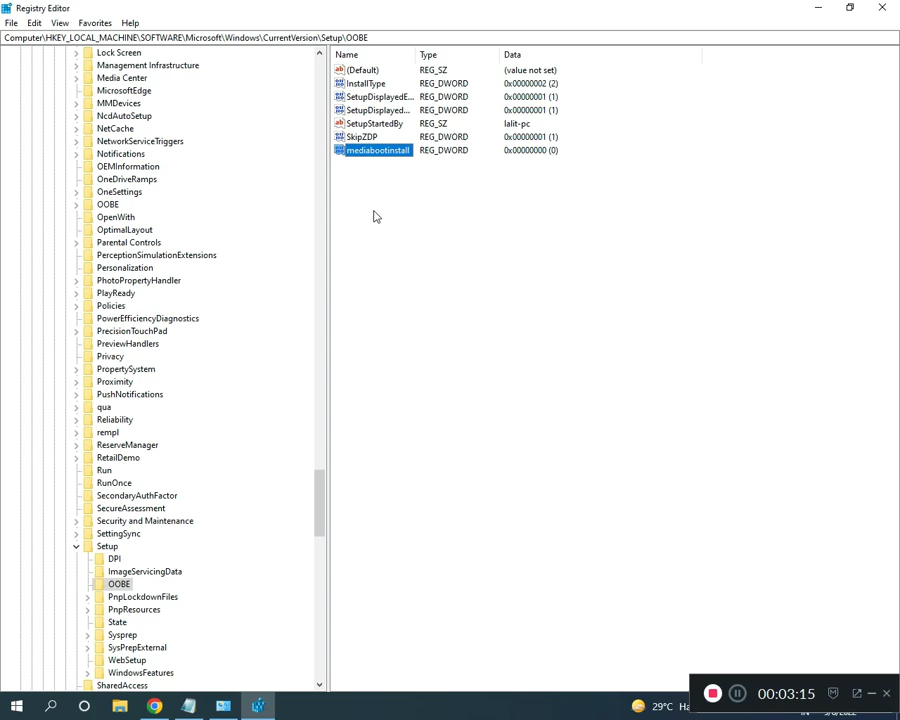 Registry Editor
File Edit View Favorites Help
Computer\HKEY_LOCAL_MACHINE\SOFTWARE\Microsoft\Windows\CurrentVersion\Setup\OOBE
Lock Screen
Management Infrastructure
Media Center
MicrosoftEdge
MMDevices
NcdAutoSetup
NetCache
NetworkServiceTriggers
Notifications
OEMInformation
OneDriveRamps
OneSettings
OOBE
OpenWith
OptimalLayout
Parental Controls
PerceptionSimulationExtensions
Personalization
PhotoPropertyHandler
PlayReady
Policies
PowerEfficiencyDiagnostics
PrecisionTouchPad
PreviewHandlers
Privacy
PropertySystem
Proximity
PushNotifications
qua
Reliability
rempl
ReserveManager
RetailDemo
Run
RunOnce
SecondaryAuthFactor
SecureAssessment
Security and Maintenance
SettingSync
Setup
DPI
ImageServicingData
OOBE
PnpLockdownFiles
PnpResources
State
Sysprep
SysPrepExternal
WebSetup
WindowsFeatures
SharedAccess
Name Type Data
(Default) REG_SZ (value not set)
InstallType REG_DWORD 0x00000002 (2)
SetupDisplayedE... REG_DWORD 0x00000001 (1)
SetupDisplayed... REG_DWORD 0x00000001 (1)
SetupStartedBy REG_SZ lalit-pc
SkipZDP REG_DWORD 0x00000001 (1)
mediabootinstall REG_DWORD 0x00000000 (0)
00:03:15
29°C Ha